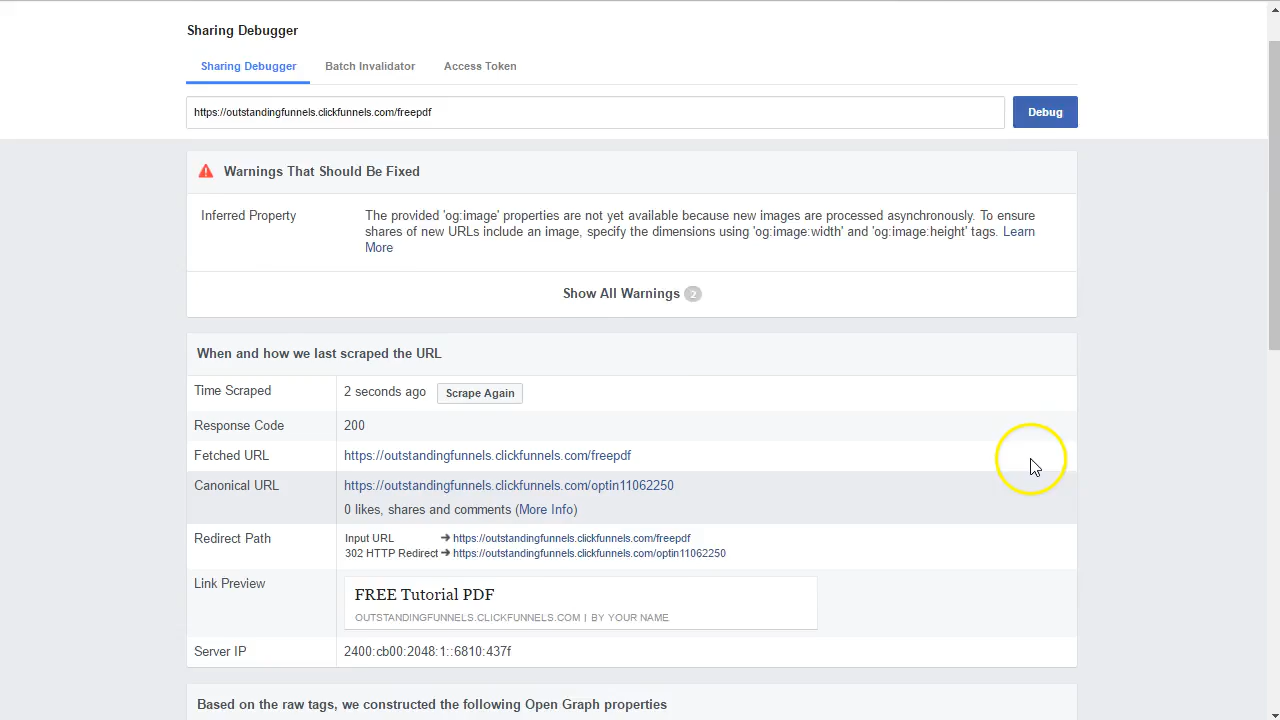 Sharing Debugger
Sharing Debugger Batch Invalidator Access Token
https://outstandingfunnels.clickfunnels.com/freepdf Debug
Warnings That Should Be Fixed
Inferred Property The provided 'og:image' properties are not yet available because new images are processed asynchronously. To ensure
shares of new URLs include an image, specify the dimensions using 'og:image:width' and 'og:image:height' tags. Learn
More
Show All Warnings 2
When and how we last scraped the URL
Time Scraped 2 seconds ago Scrape Again
Response Code 200
Fetched URL https://outstandingfunnels.clickfunnels.com/freepdf
Canonical URL https://outstandingfunnels.clickfunnels.com/optin11062250
0 likes, shares and comments (More Info)
Redirect Path Input URL ➔ https://outstandingfunnels.clickfunnels.com/freepdf
302 HTTP Redirect ➔ https://outstandingfunnels.clickfunnels.com/optin11062250
Link Preview FREE Tutorial PDF
OUTSTANDINGFUNNELS.CLICKFUNNELS.COM | BY YOUR NAME
Server IP 2400:cb00:2048:1::6810:437f
Based on the raw tags, we constructed the following Open Graph properties